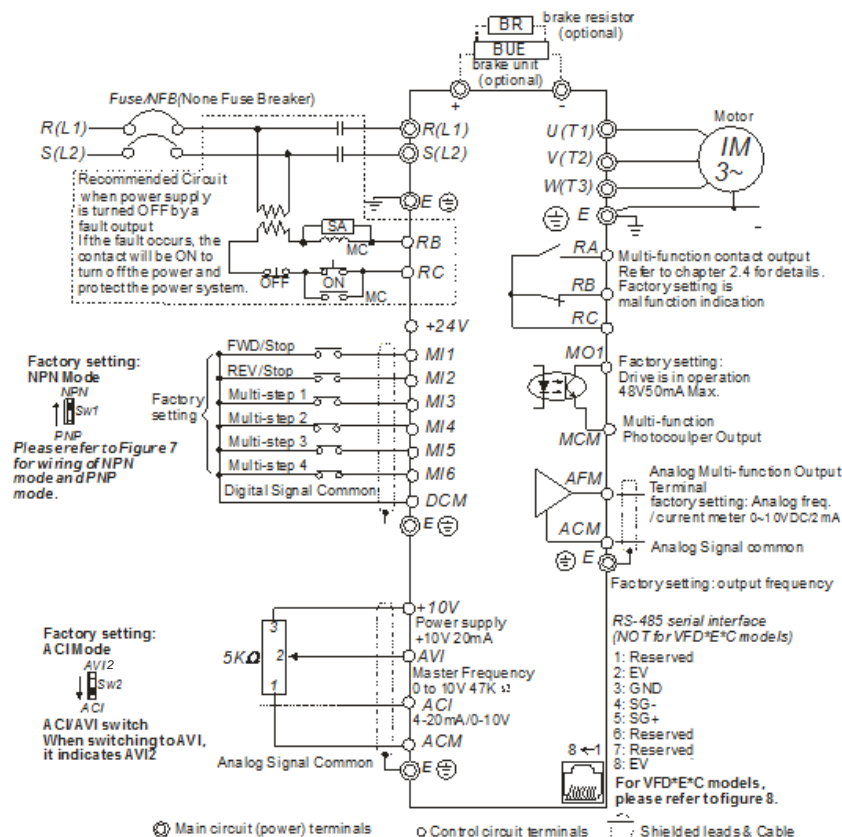 BR
brake resistor
(optional)
BUE
brake unit
(optional)
+
-
Fuse/NFB(None Fuse Breaker)
R(L1)
S(L2)
R(L1)
S(L2)
E
Recommended Circuit
when power supply
is turned OFF by a
fault output
If the fault occurs, the
contact will be ON to
turn off the power and
protect the power system.
SA
MC
OFF
ON
MC
RB
RC
U(T1)
V(T2)
W(T3)
E
Motor
IM
3~
RA
RB
RC
Multi-function contact output
Refer to chapter 2.4 for details.
Factory setting is
malfunction indication
+24V
Factory setting:
NPN Mode
NPN
Sw1
PNP
Please refer to Figure 7
for wiring of NPN
mode and PNP
mode.
Factory
setting
FWD/Stop
REV/Stop
Multi-step 1
Multi-step 2
Multi-step 3
Multi-step 4
Digital Signal Common
MI1
MI2
MI3
MI4
MI5
MI6
DCM
E
MO1
Factory setting:
Drive is in operation
48V50mA Max.
Multi-function
Photocoulper Output
MCM
AFM
Analog Multi-function Output
Terminal
factory setting: Analog freq.
/ current meter 0~10VDC/2mA
ACM
Analog Signal common
E
Factory setting: output frequency
Factory setting:
ACI Mode
AVI2
Sw2
ACI
ACI/AVI switch
When switching to AVI,
it indicates AVI2
5KΩ
3
2
1
+10V
Power supply
+10V 20mA
AVI
Master Frequency
0 to 10V 47K Ω
ACI
4-20mA/0-10V
ACM
Analog Signal Common
E
RS-485 serial interface
(NOT for VFD*E*C models)
1: Reserved
2: EV
3: GND
4: SG-
5: SG+
6: Reserved
7: Reserved
8: EV
8←1
For VFD*E*C models,
please refer to figure 8.
Main circuit (power) terminals
Control circuit terminals
Shielded leads & Cable